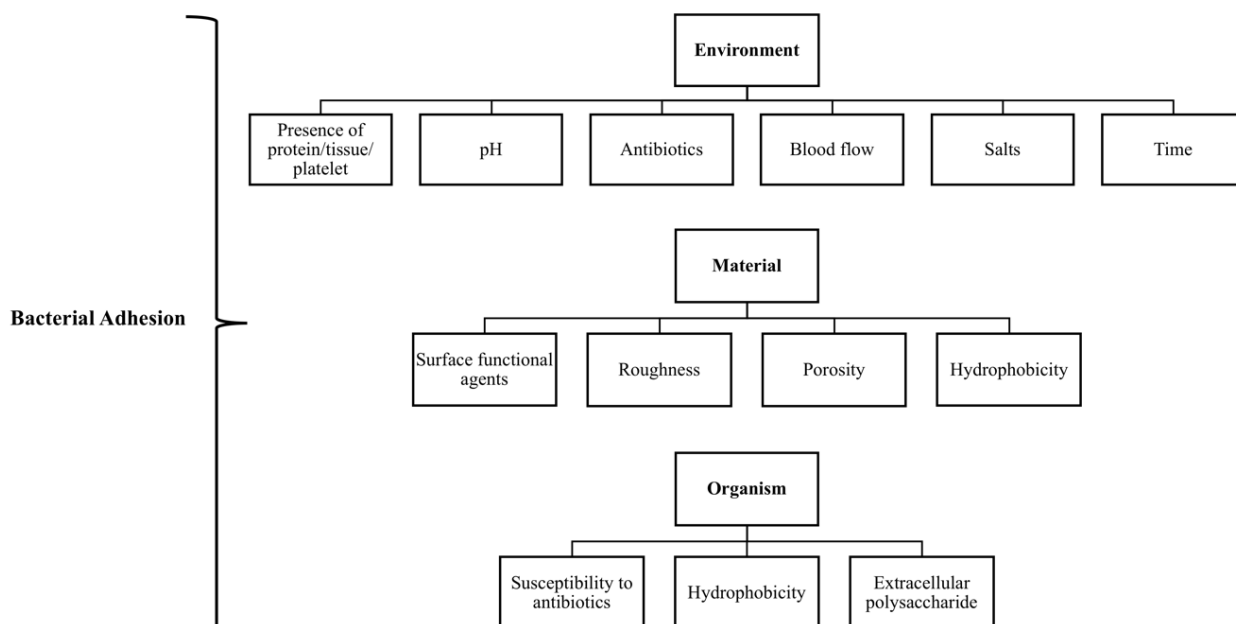 Environment
Presence of
protein/tissue/
platelet
pH
Antibiotics
Blood flow
Salts
Time
Material
Bacterial Adhesion
Surface functional
agents
Roughness
Porosity
Hydrophobicity
Organism
Susceptibility to
antibiotics
Hydrophobicity
Extracellular
polysaccharide